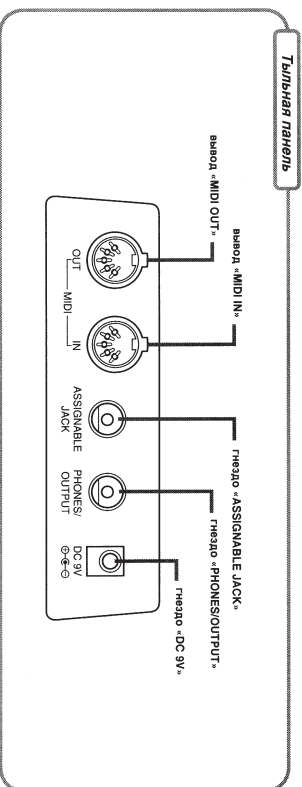 Тыльная панель
вывод «MIDI OUT»
вывод «MIDI IN»
гнездо «ASSIGNABLE JACK»
гнездо «PHONES/OUTPUT»
гнездо «DC 9V»
OUT
MIDI
IN
ASSIGNABLE
JACK
PHONES/
OUTPUT
DC 9V